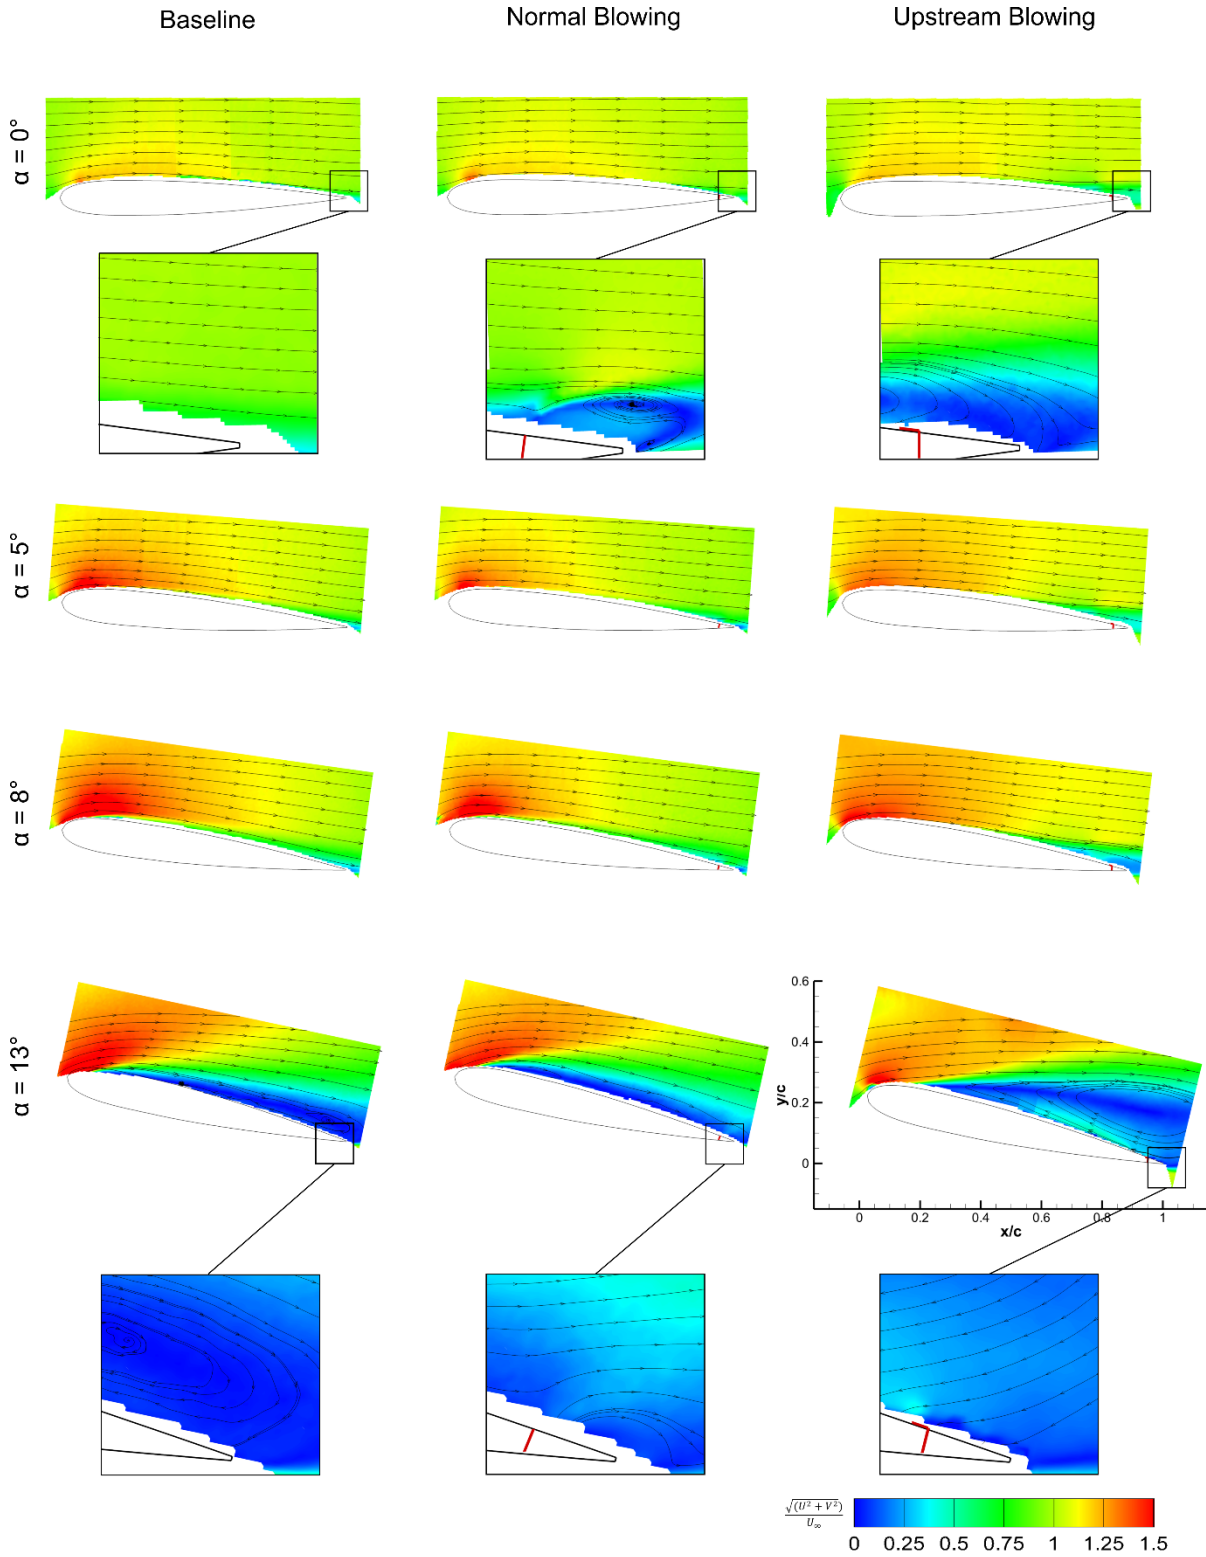 Baseline Normal Blowing Upstream Blowing
α = 0°
α = 5°
α = 8°
α = 13°
0.6
0.4
y/c
0.2
0
0 0.2 0.4 0.6 0.8 1
x/c
√(U² + V²)
U∞
0 0.25 0.5 0.75 1 1.25 1.5